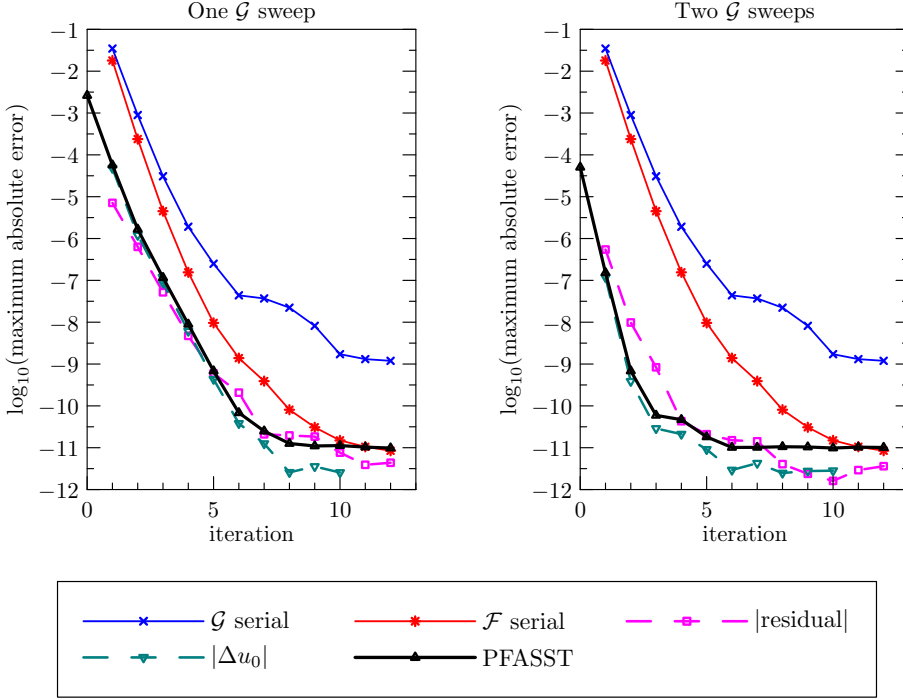 One 𝒢 sweep
−1
−2
−3
−4
−5
−6
−7
−8
−9
−10
−11
−12
0
5
10
iteration
log₁₀(maximum absolute error)
Two 𝒢 sweeps
−1
−2
−3
−4
−5
−6
−7
−8
−9
−10
−11
−12
0
5
10
iteration
log₁₀(maximum absolute error)
𝒢 serial
ℱ serial
|residual|
|Δu₀|
PFASST